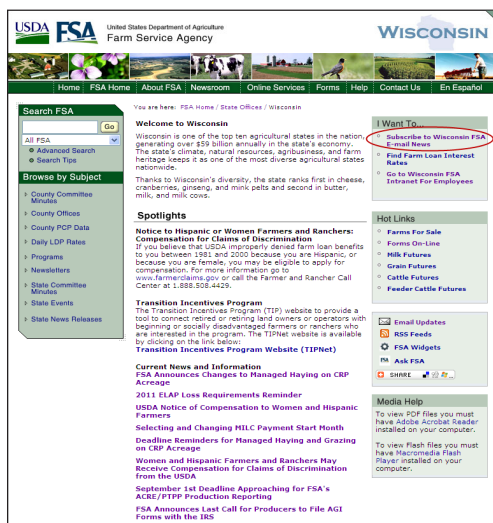 USDA FSA
United States Department of Agriculture
Farm Service Agency
WISCONSIN
Home FSA Home About FSA Newsroom Online Services Forms Help Contact Us En Español
Search FSA
Go
All FSA
Advanced Search
Search Tips
Browse by Subject
County Committee
Minutes
County Offices
County PCP Data
Daily LDP Rates
Programs
Newsletters
State Committee
Minutes
State Events
State News Releases
You are here: FSA Home / State Offices / Wisconsin
Welcome to Wisconsin
Wisconsin is one of the top ten agricultural states in the nation,
generating over $59 billion annually in the state's economy.
The state's climate, natural resources, agribusiness, and farm
heritage keeps it as one of the most diverse agricultural states
nationwide.
Thanks to Wisconsin's diversity, the state ranks first in cheese,
cranberries, ginseng, and mink pelts and second in butter,
milk, and milk cows.
Spotlights
Notice to Hispanic or Women Farmers and Ranchers:
Compensation for Claims of Discrimination
If you believe that USDA improperly denied farm loan benefits
to you between 1981 and 2000 because you are Hispanic, or
because you are female, you may be eligible to apply for
compensation. For more information go to
www.farmerclaims.gov or call the Farmer and Rancher Call
Center at 1.888.508.4429.
Transition Incentives Program
The Transition Incentives Program (TIP) website to provide a
tool to connect retired or retiring land owners or operators with
beginning or socially disadvantaged farmers or ranchers who
are interested in the program. The TIPNet website is available
by clicking on the link below:
Transition Incentives Program Website (TIPNet)
Current News and Information
FSA Announces Changes to Managed Haying on CRP
Acreage
2011 ELAP Loss Requirements Reminder
USDA Notice of Compensation to Women and Hispanic
Farmers
Selecting and Changing MILC Payment Start Month
Deadline Reminders for Managed Haying and Grazing
on CRP Acreage
Women and Hispanic Farmers and Ranchers May
Receive Compensation for Claims of Discrimination
from the USDA
September 1st Deadline Approaching for FSA's
ACRE/PTPP Production Reporting
FSA Announces Last Call for Producers to File AGI
Forms with the IRS
I Want To...
Subscribe to Wisconsin FSA
E-mail News
Find Farm Loan Interest
Rates
Go to Wisconsin FSA
Intranet For Employees
Hot Links
Farms For Sale
Forms On-Line
Milk Futures
Grain Futures
Cattle Futures
Feeder Cattle Futures
Email Updates
RSS Feeds
FSA Widgets
Ask FSA
SHARE
Media Help
To view PDF files you must
have Adobe Acrobat Reader
installed on your computer.
To view Flash files you must
have Macromedia Flash
Player installed on your
computer.